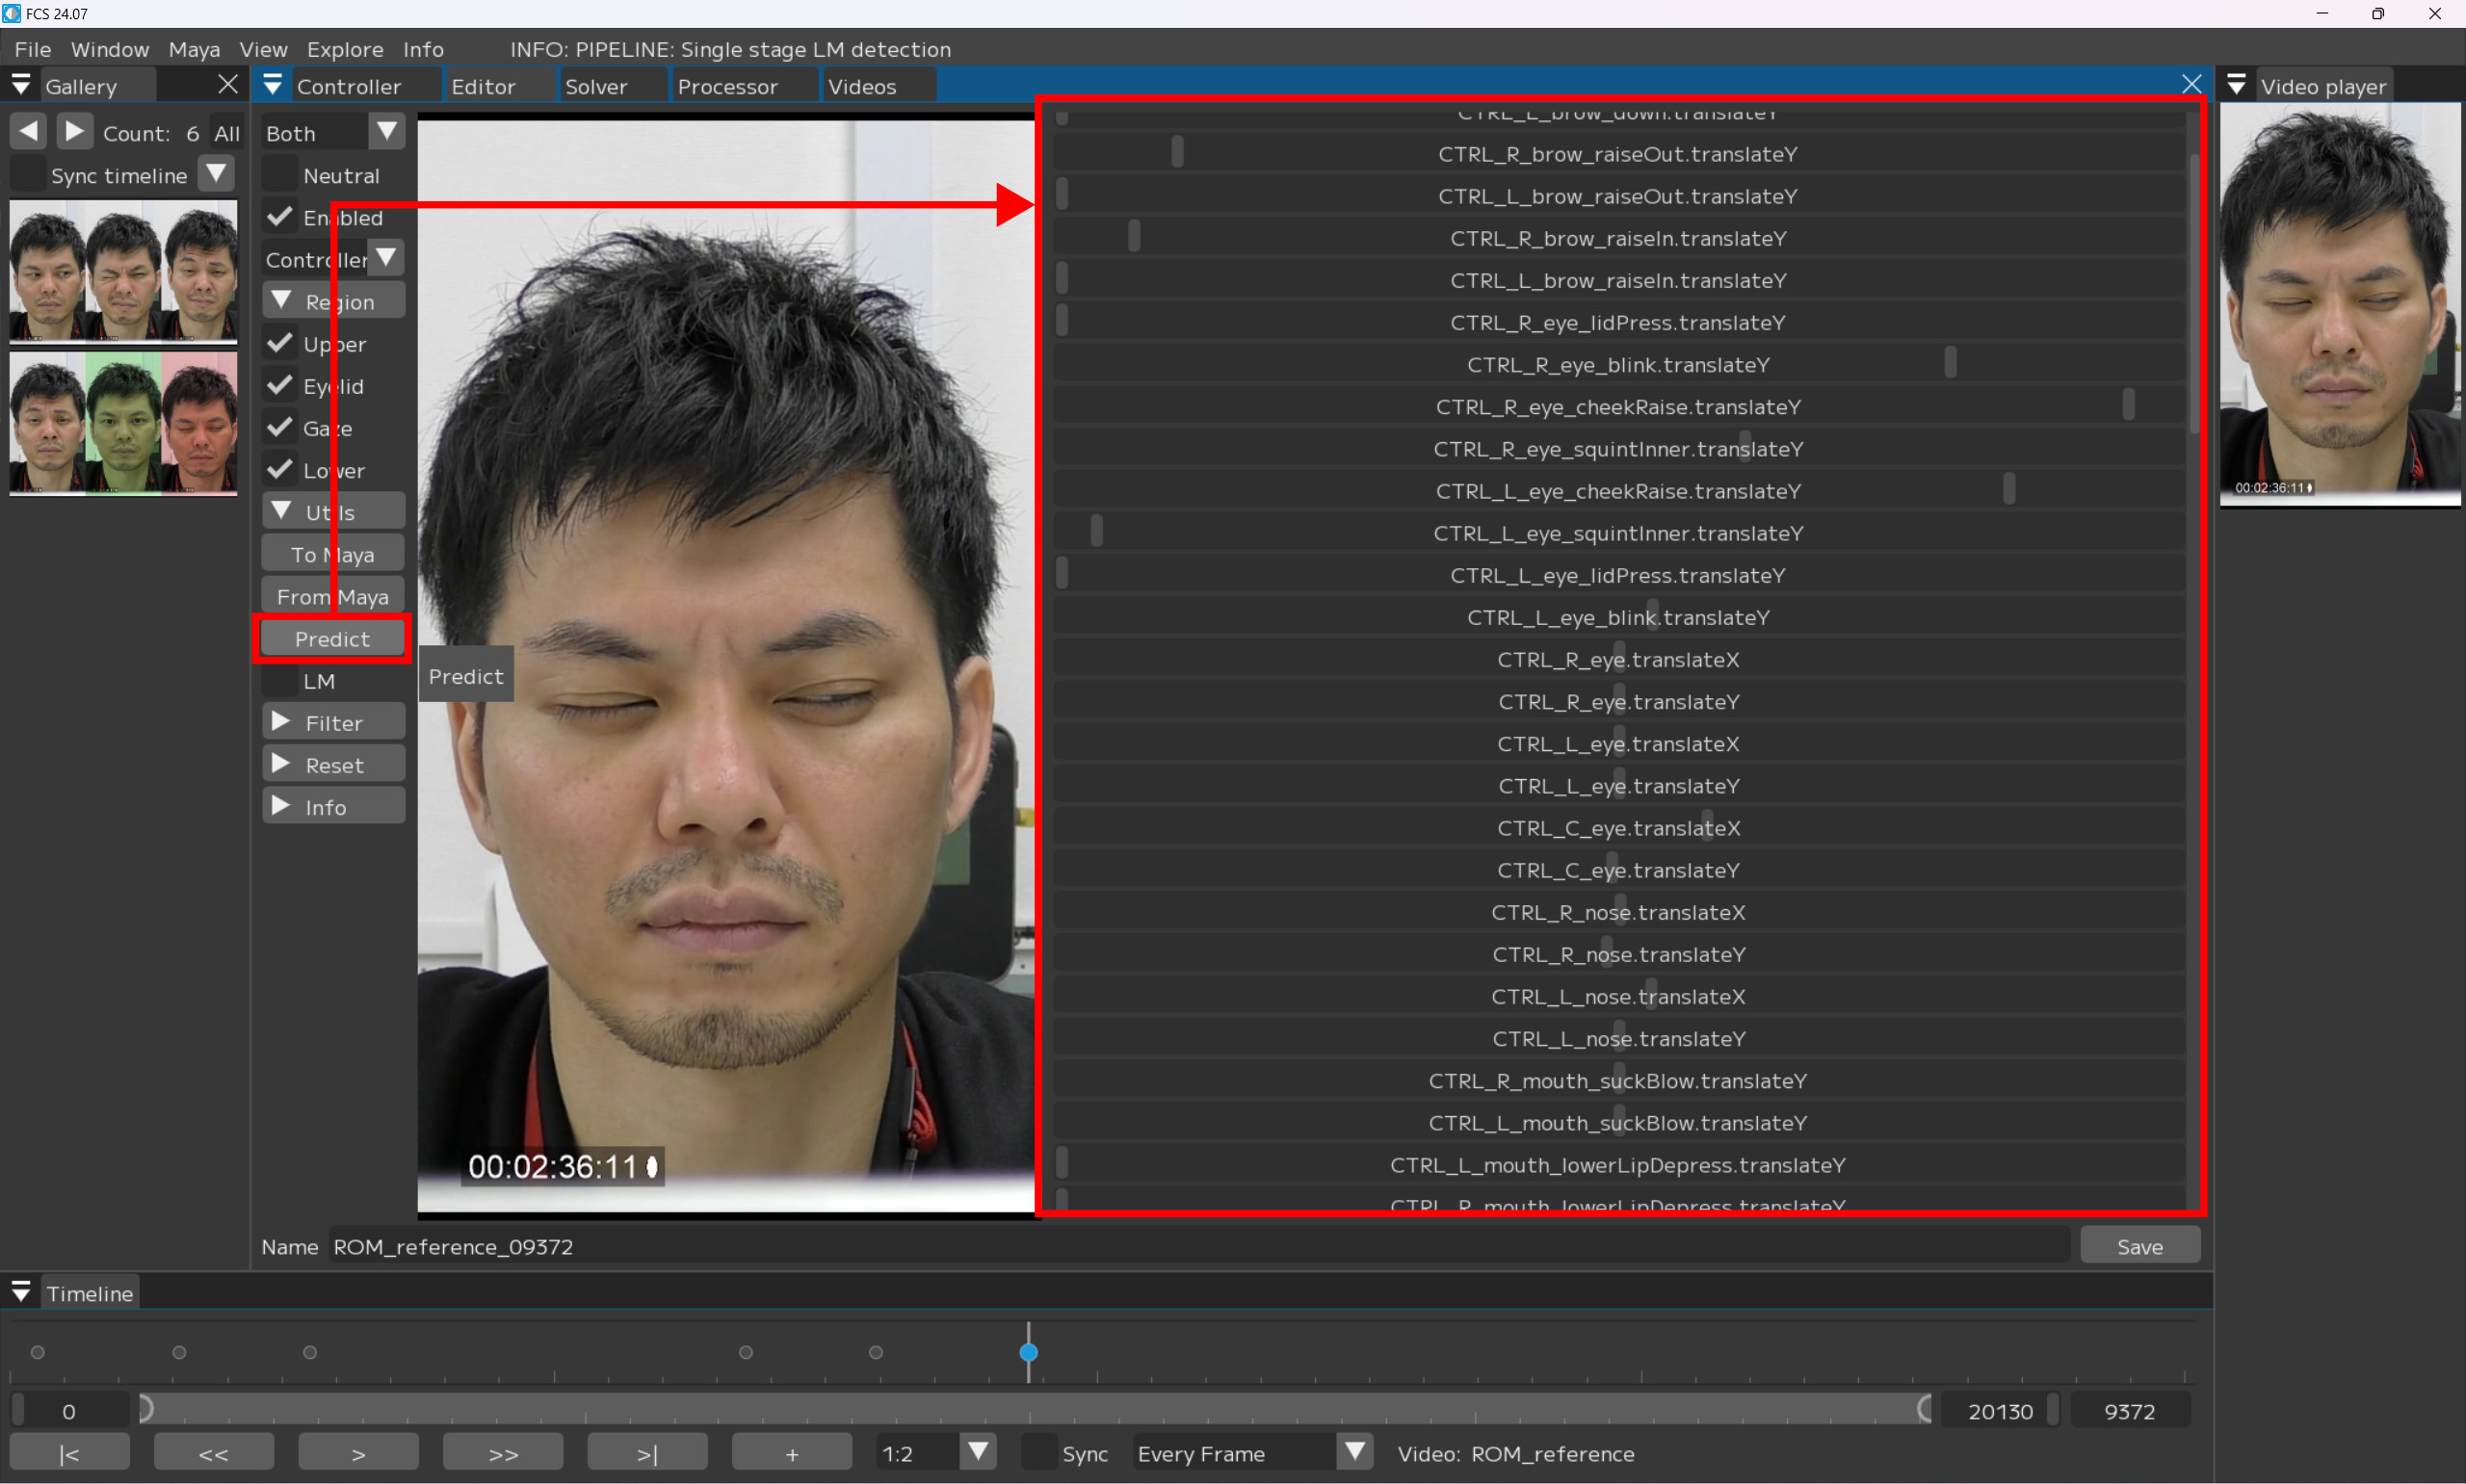 FCS 24.07
File Window Maya View Explore Info INFO: PIPELINE: Single stage LM detection
Gallery
Controller Editor Solver Processor Videos
Video player
Count: 6 All
Sync timeline
Both
Neutral
Enabled
Controller
Region
Upper
Eyelid
Gaze
Lower
Utils
To Maya
From Maya
Predict
LM
Filter
Reset
Info
Predict
00:02:36:11
CTRL_L_brow_down.translateY
CTRL_R_brow_raiseOut.translateY
CTRL_L_brow_raiseOut.translateY
CTRL_R_brow_raiseIn.translateY
CTRL_L_brow_raiseIn.translateY
CTRL_R_eye_lidPress.translateY
CTRL_R_eye_blink.translateY
CTRL_R_eye_cheekRaise.translateY
CTRL_R_eye_squintInner.translateY
CTRL_L_eye_cheekRaise.translateY
CTRL_L_eye_squintInner.translateY
CTRL_L_eye_lidPress.translateY
CTRL_L_eye_blink.translateY
CTRL_R_eye.translateX
CTRL_R_eye.translateY
CTRL_L_eye.translateX
CTRL_L_eye.translateY
CTRL_C_eye.translateX
CTRL_C_eye.translateY
CTRL_R_nose.translateX
CTRL_R_nose.translateY
CTRL_L_nose.translateX
CTRL_L_nose.translateY
CTRL_R_mouth_suckBlow.translateY
CTRL_L_mouth_suckBlow.translateY
CTRL_L_mouth_lowerLipDepress.translateY
CTRL_R_mouth_lowerLipDepress.translateY
00:02:36:11
Name ROM_reference_09372
Save
Timeline
0
20130 9372
|< << > >> >| + 1:2 Sync Every Frame Video: ROM_reference